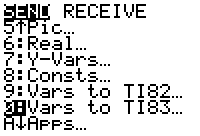 SEND RECEIVE
5↑Pic…
6:Real…
7:Y-Vars…
8:Consts…
9:Vars to TI82…
0:Vars to TI83…
A↓Apps…